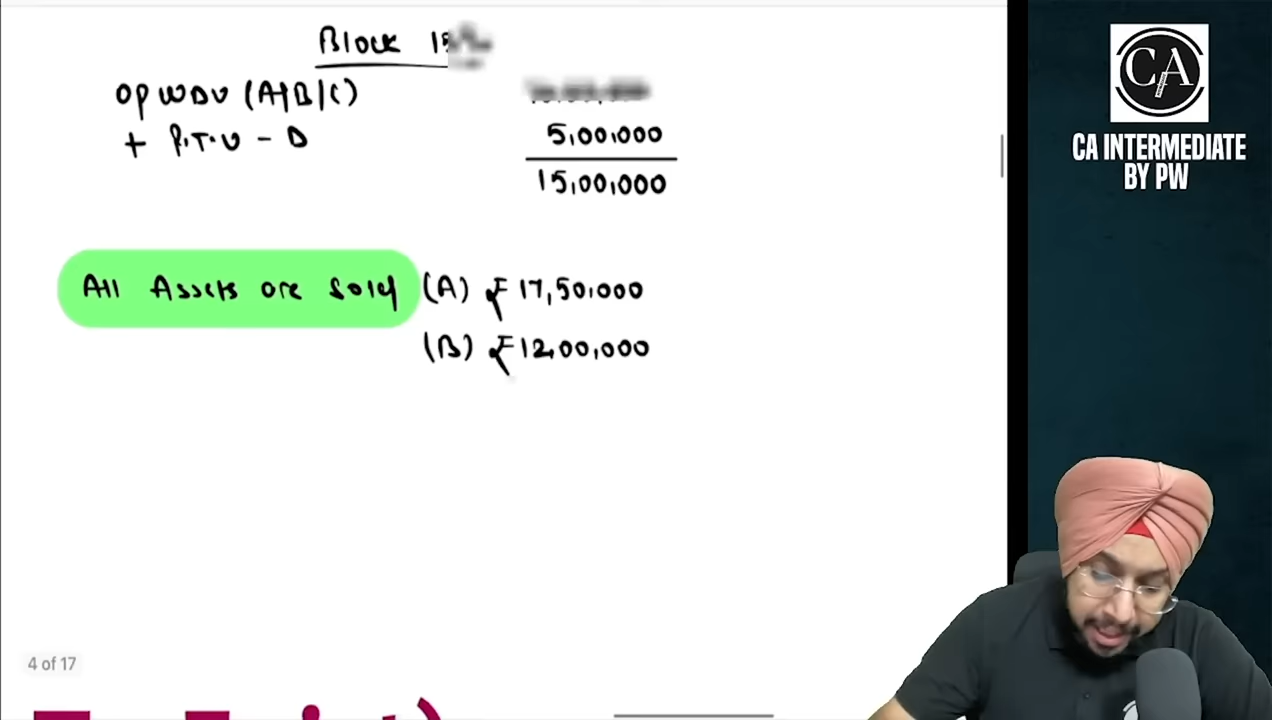 Block
op WDV (A/B/C)
+ P.T.U - D 5,00,000
15,00,000
All Assets are sold (A) ₹ 17,50,000
(B) ₹ 12,00,000
4 of 17
CA
CA INTERMEDIATE
BY PW